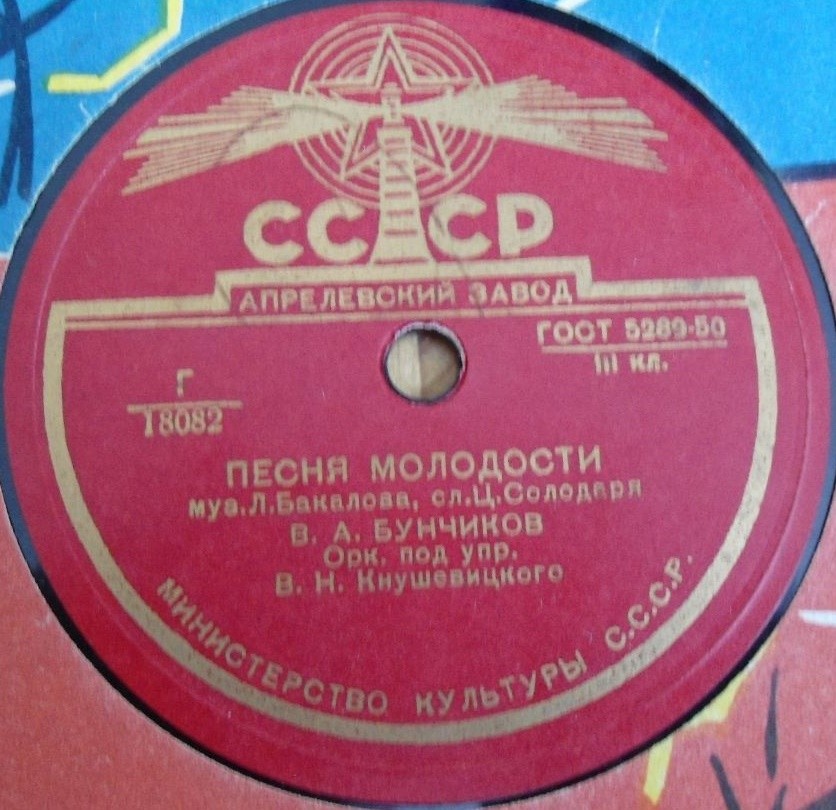 СССР
АПРЕЛЕВСКИЙ ЗАВОД
ГОСТ 5289-50
III кл.
Г
18082
ПЕСНЯ МОЛОДОСТИ
муз.Л.Бакалова, сл.Ц.Солодаря
В. А. БУНЧИКОВ
Орк. под упр.
В. Н. Кнушевицкого
МИНИСТЕРСТВО КУЛЬТУРЫ С.С.С.Р.